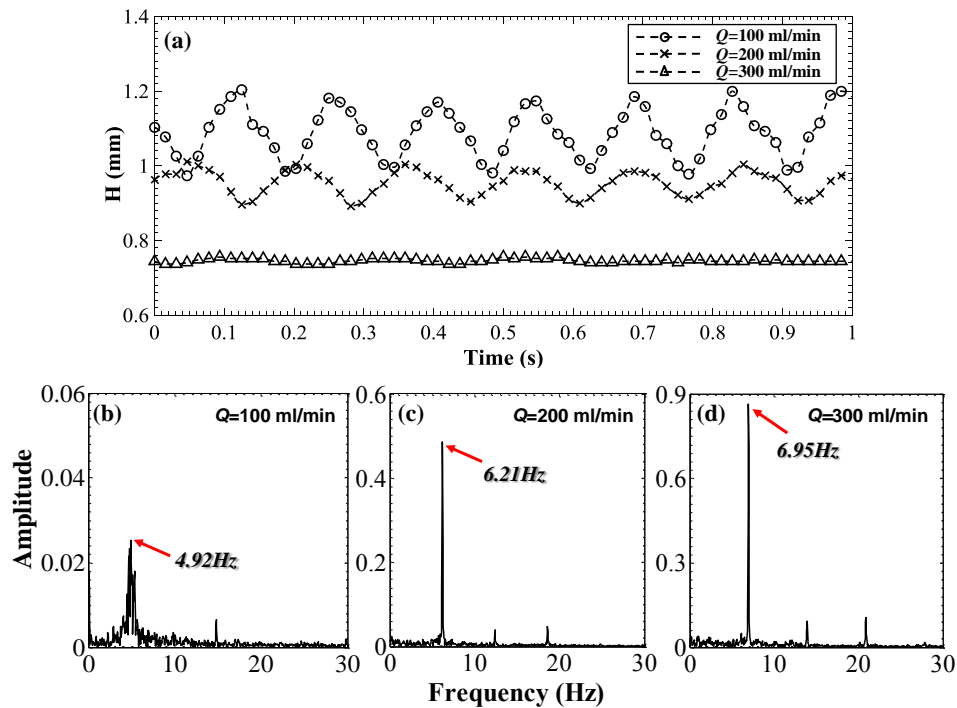 (a)
Q=100 ml/min
Q=200 ml/min
Q=300 ml/min
H (mm)
1.4
1.2
1
0.8
0.6
0 0.1 0.2 0.3 0.4 0.5 0.6 0.7 0.8 0.9 1
Time (s)
(b) Q=100 ml/min
4.92Hz
0.06
0.04
0.02
0
0 10 20 30
(c) Q=200 ml/min
6.21Hz
0.6
0.4
0.2
0
0 10 20 30
(d) Q=300 ml/min
6.95Hz
0.9
0.6
0.3
0
0 10 20 30
Amplitude
Frequency (Hz)